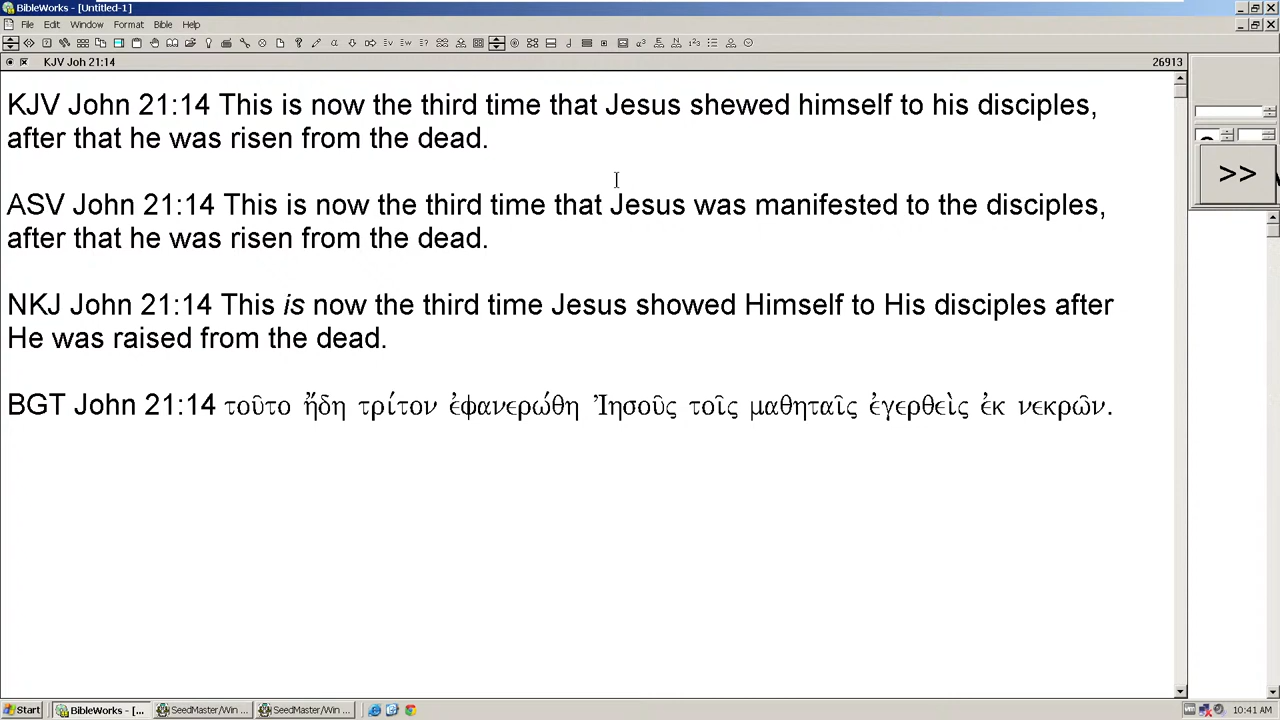 BibleWorks - [Untitled-1]
File Edit Window Format Bible Help
KJV Joh 21:14 26913
KJV John 21:14 This is now the third time that Jesus shewed himself to his disciples,
after that he was risen from the dead.
>>
ASV John 21:14 This is now the third time that Jesus was manifested to the disciples,
after that he was risen from the dead.
NKJ John 21:14 This is now the third time Jesus showed Himself to His disciples after
He was raised from the dead.
BGT John 21:14 τοῦτο ἤδη τρίτον ἐφανερώθη Ἰησοῦς τοῖς μαθηταῖς ἐγερθεὶς ἐκ νεκρῶν.
Start BibleWorks - [... SeedMaster/Win ... SeedMaster/Win ... 10:41 AM